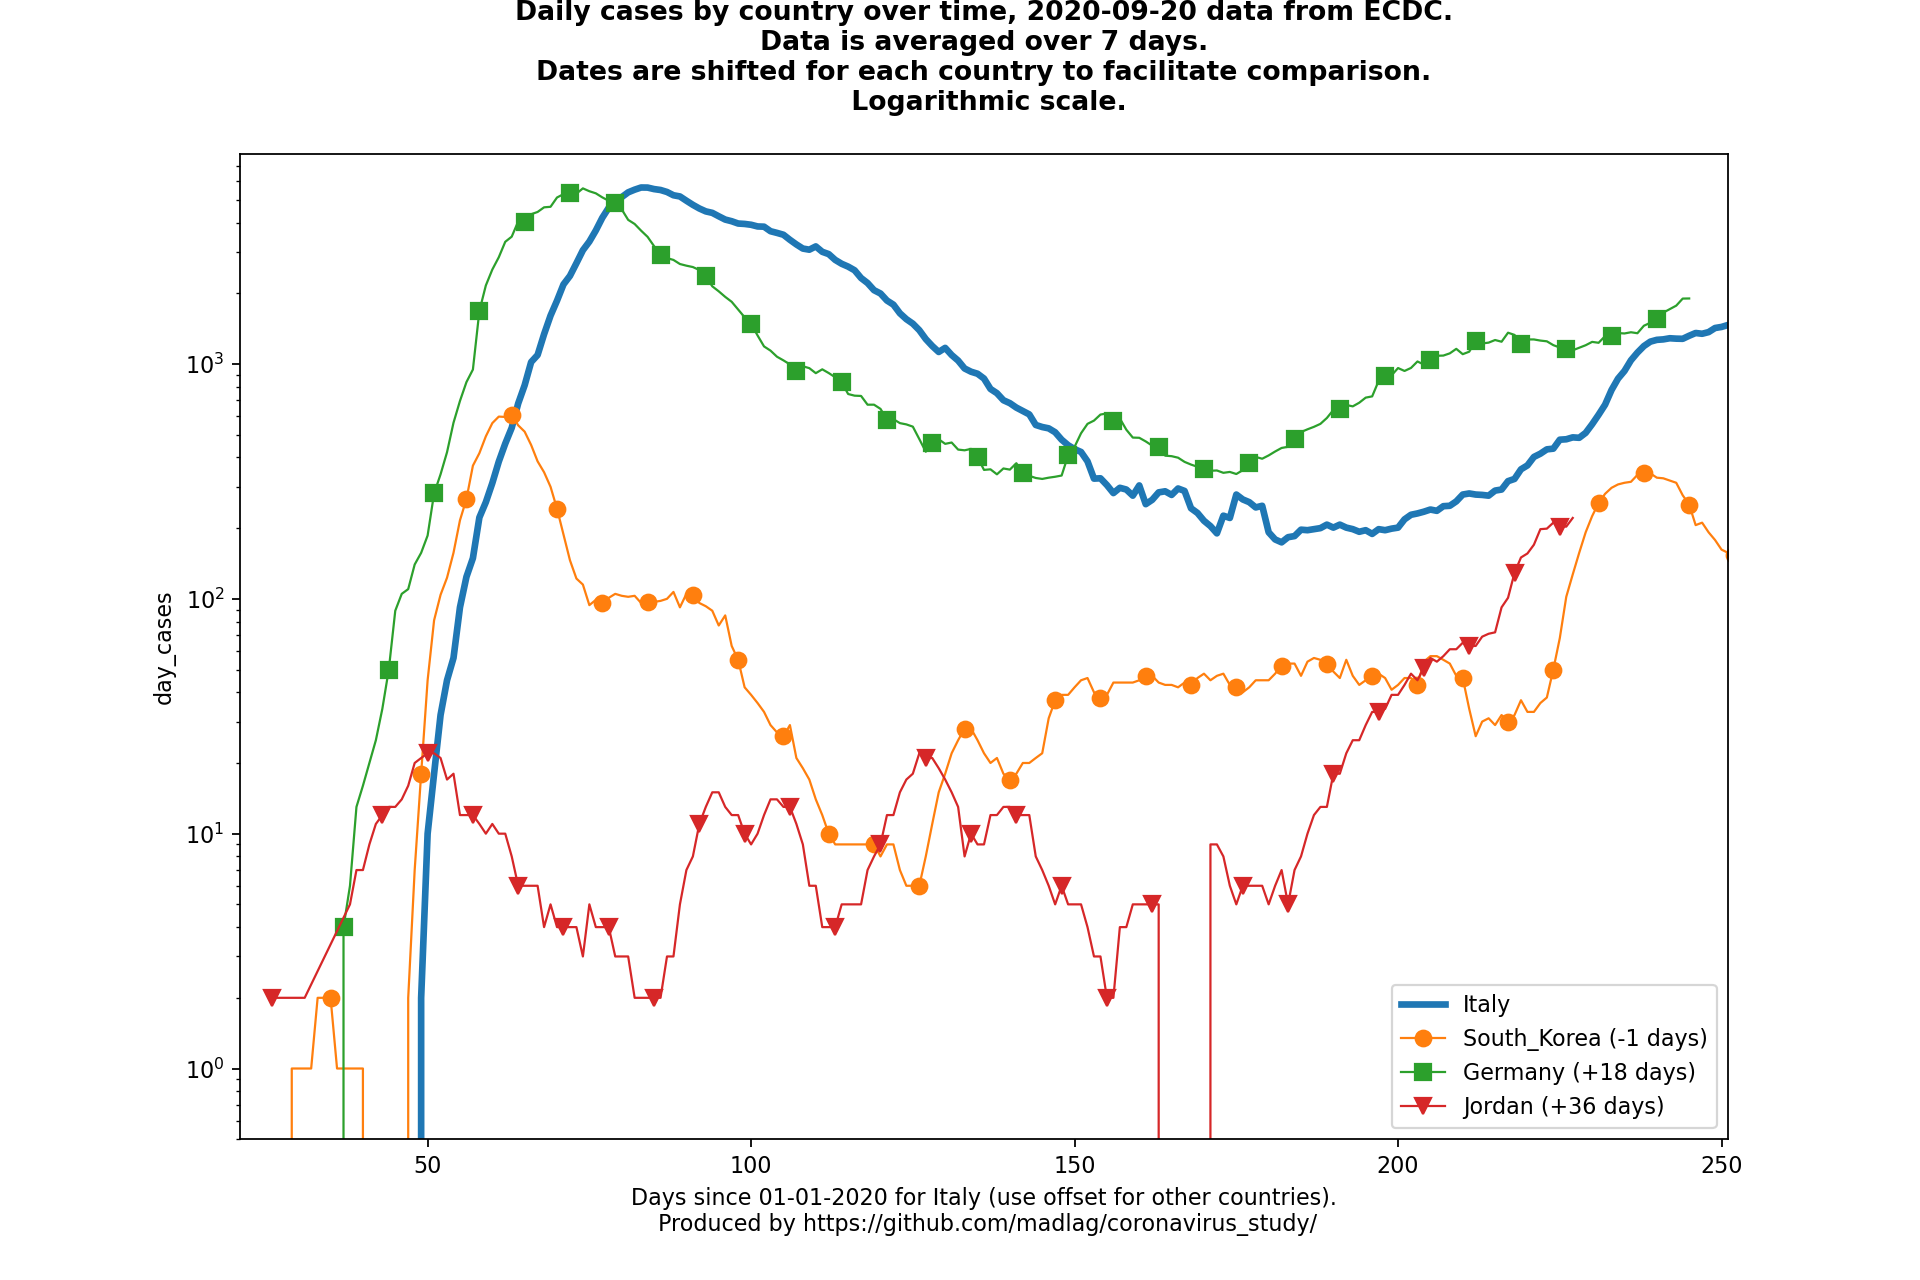 Daily cases by country over time, 2020-09-20 data from ECDC.
Data is averaged over 7 days.
Dates are shifted for each country to facilitate comparison.
Logarithmic scale.
10³
10²
10¹
10⁰
day_cases
Italy
South_Korea (-1 days)
Germany (+18 days)
Jordan (+36 days)
50 100 150 200 250
Days since 01-01-2020 for Italy (use offset for other countries).
Produced by https://github.com/madlag/coronavirus_study/